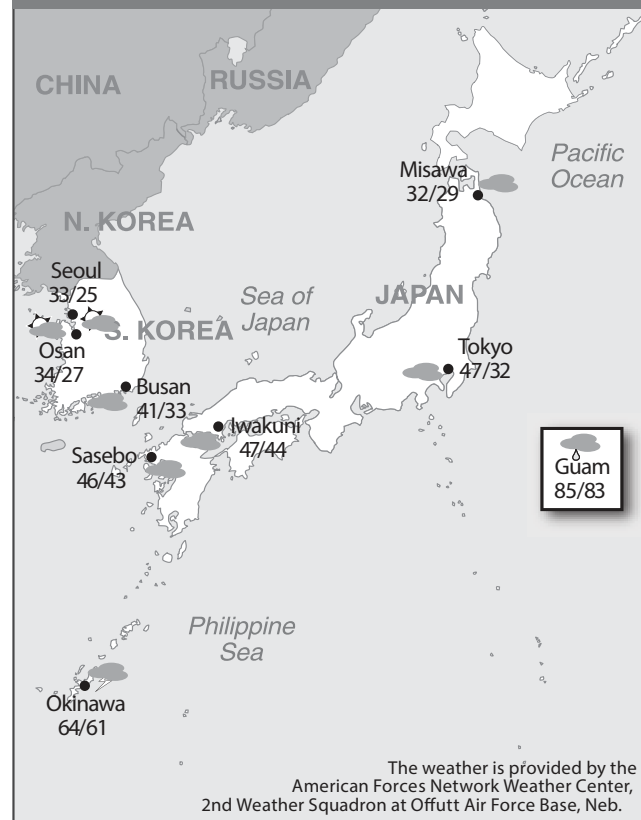 CHINA
RUSSIA
Pacific
Ocean
Misawa
32/29
N. KOREA
Seoul
33/25
Sea of
Japan
JAPAN
S. KOREA
Osan
34/27
Tokyo
47/32
Busan
41/33
Iwakuni
47/44
Sasebo
46/43
Guam
85/83
Philippine
Sea
Okinawa
64/61
The weather is provided by the
American Forces Network Weather Center,
2nd Weather Squadron at Offutt Air Force Base, Neb.